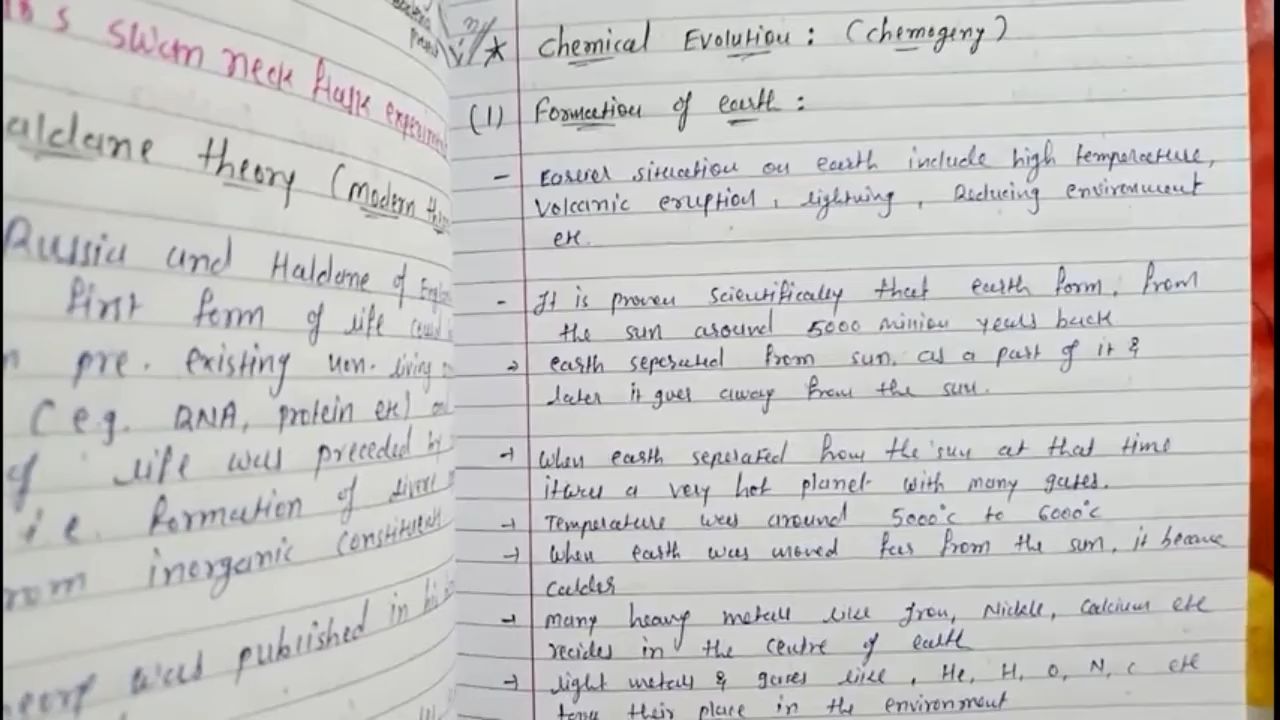 s swan neck flask experiment
aldane theory (Modern
Russia and Haldane of
first form of life
pre. existing non. living
(eg. RNA, protein etc)
life was preceded by
i.e. formation of
inorganic constituent
was published in his
* Chemical Evolution : (chemogeny)
(1) Formation of earth :
- Earlier situation on earth include high temperature,
volcanic eruption, lightning, Reducing environment
etc.
- It is proven scientifically that earth form, from
the sun around 5000 million years back
→ earth seperated from sun. as a part of it &
later it goes away from the sun.
→ When earth seperated from the sun at that time
it was a very hot planet with many gases.
→ Temperature was around 5000°c to 6000°c
→ When earth was moved far from the sun, it became
→ many heavy metals like Iron, Nickle, Calcium etc
recides in the centre of earth
→ light metals & gases like, He, H, O, N, C etc
their place in the environment